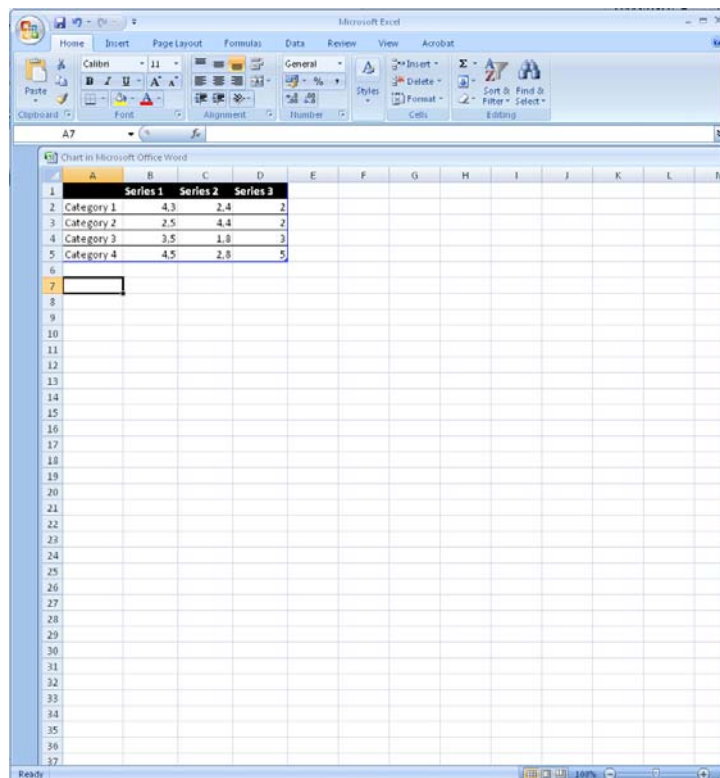 Microsoft Excel
Home Insert Page Layout Formulas Data Review View Acrobat
Calibri 11 General Insert Σ
B I U A A % , Delete
Paste A Styles Format Sort & Filter Find & Select
Clipboard Font Alignment Number Cells Editing
A7 fx
Chart in Microsoft Office Word
A B C D E F G H I J K L
1 Series 1 Series 2 Series 3
2 Category 1 4,3 2,4 2
3 Category 2 2,5 4,4 2
4 Category 3 3,5 1,8 3
5 Category 4 4,5 2,8 5
6
7
8
9
10
11
12
13
14
15
16
17
18
19
20
21
22
23
24
25
26
27
28
29
30
31
32
33
34
35
36
37
Ready 100%